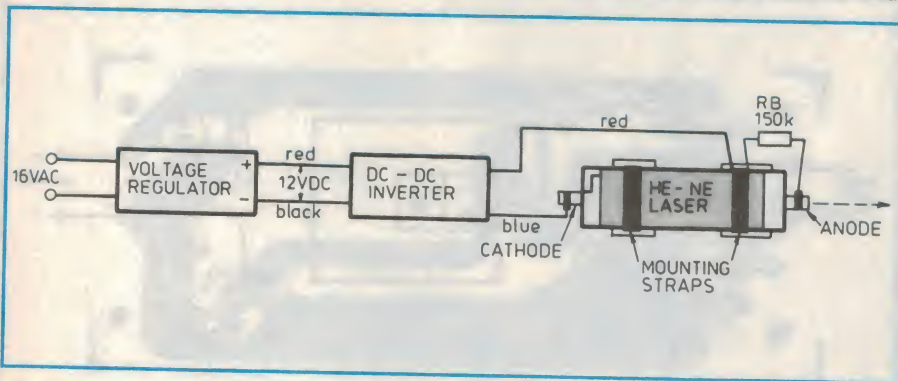 16VAC
VOLTAGE
REGULATOR
+
-
red
12VDC
black
DC - DC
INVERTER
red
blue
CATHODE
HE-NE
LASER
RB
150k
ANODE
MOUNTING
STRAPS